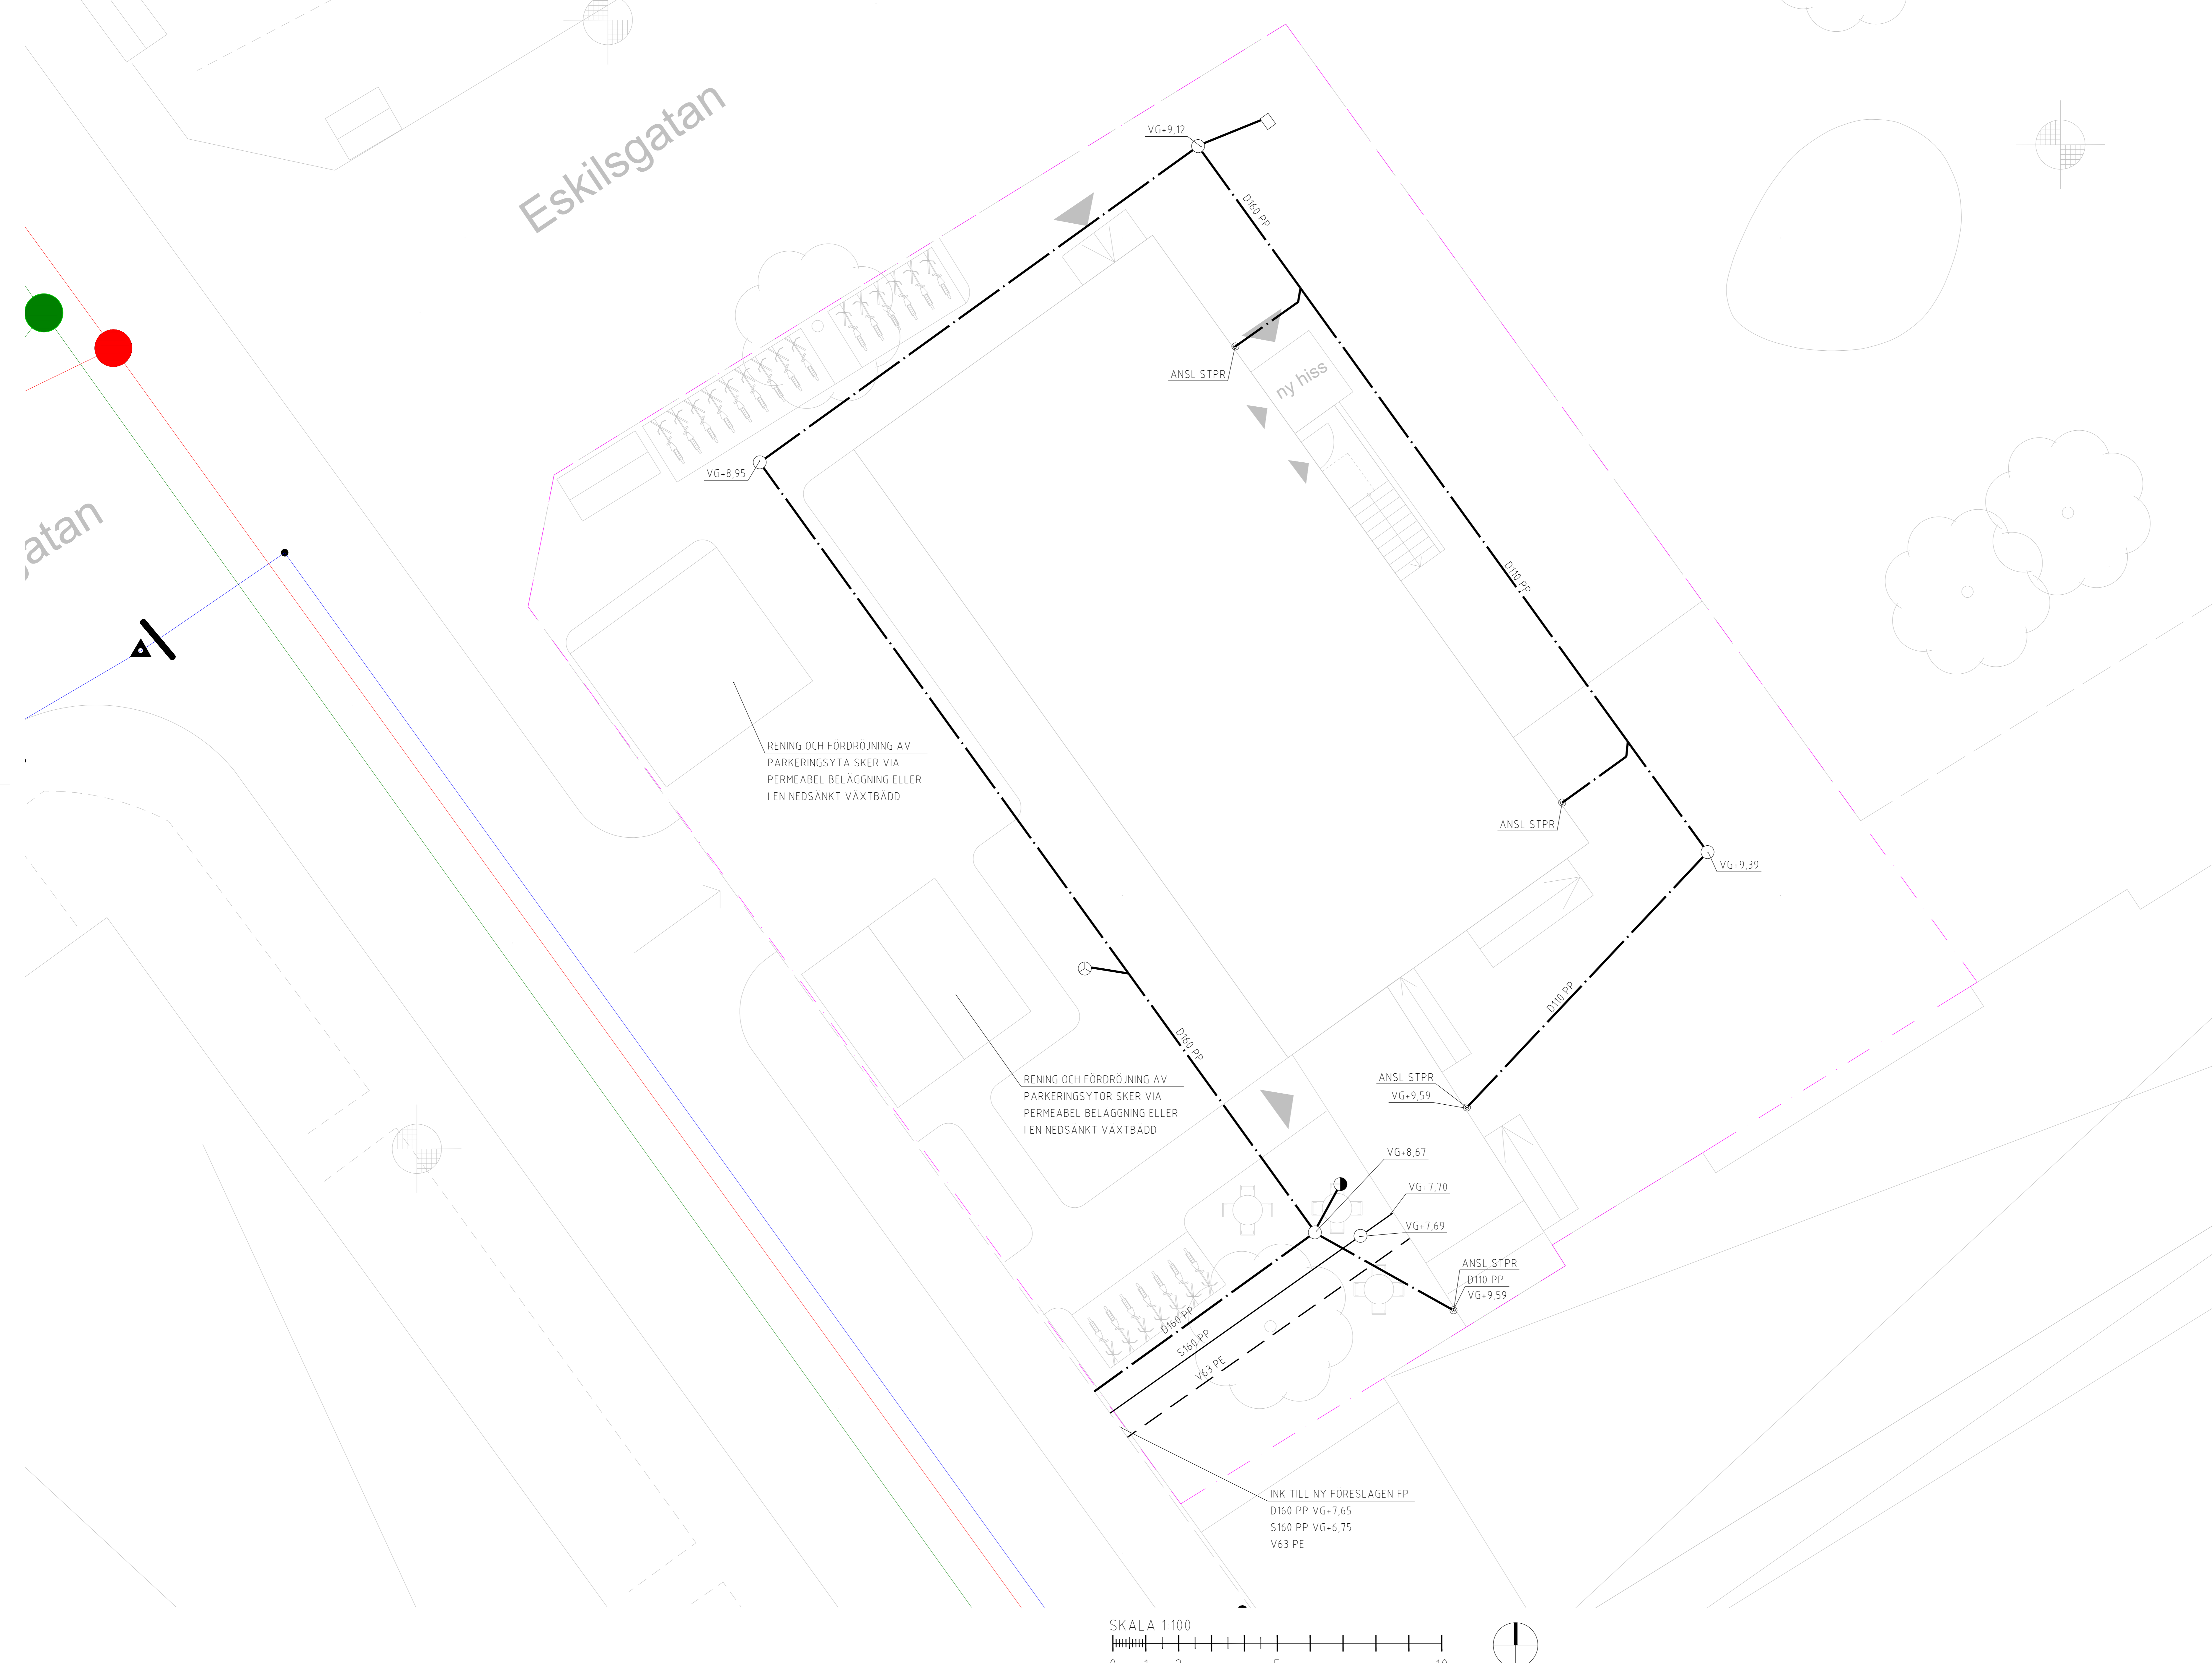 Eskilsgatan
VG+9,12
D160 PP
ANSL STPR
ny hiss
VG+8,95
gatan
D110 PP
RENING OCH FÖRDRÖJNING AV
PARKERINGSYTA SKER VIA
PERMEABEL BELÄGGNING ELLER
I EN NEDSÄNKT VÄXTBÄDD
ANSL STPR
VG+9,39
D110 PP
D160 PP
RENING OCH FÖRDRÖJNING AV
PARKERINGSYTOR SKER VIA
PERMEABEL BELÄGGNING ELLER
I EN NEDSÄNKT VÄXTBÄDD
ANSL STPR
VG+9,59
VG+8,67
VG+7,70
VG+7,69
ANSL STPR
D110 PP
VG+9,59
D160 PP
S160 PP
V63 PE
INK TILL NY FÖRESLAGEN FP
D160 PP VG+7,65
S160 PP VG+6,75
V63 PE
SKALA 1:100